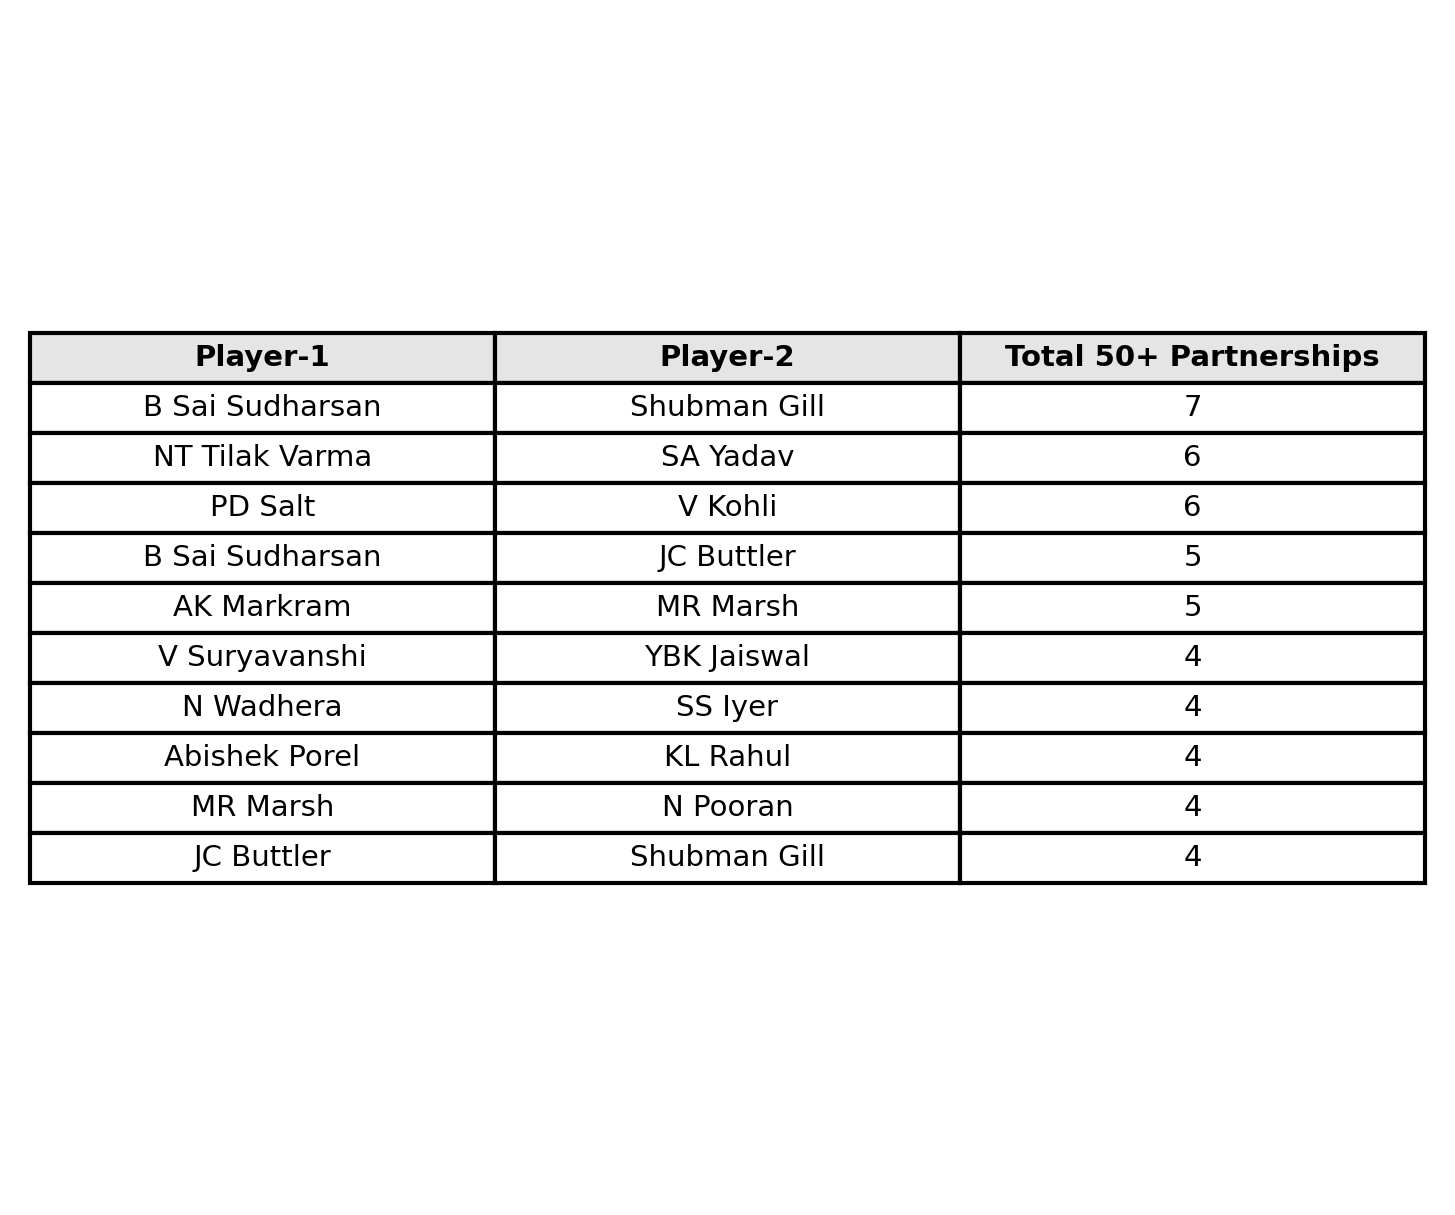 Player-1 Player-2 Total 50+ Partnerships
B Sai Sudharsan Shubman Gill 7
NT Tilak Varma SA Yadav 6
PD Salt V Kohli 6
B Sai Sudharsan JC Buttler 5
AK Markram MR Marsh 5
V Suryavanshi YBK Jaiswal 4
N Wadhera SS Iyer 4
Abishek Porel KL Rahul 4
MR Marsh N Pooran 4
JC Buttler Shubman Gill 4